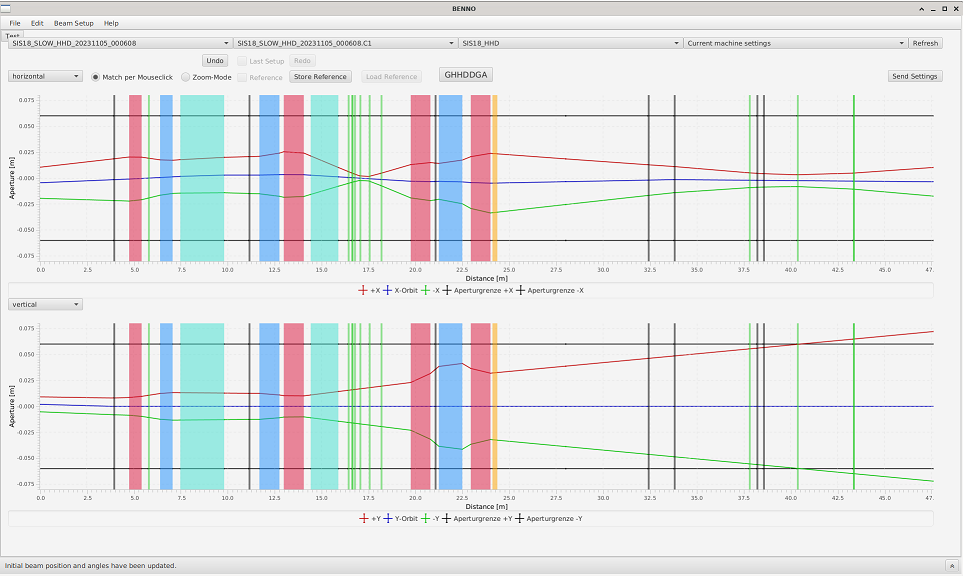 BENNO
File Edit Beam Setup Help
Test
SIS18_SLOW_HHD_20231105_000608 SIS18_SLOW_HHD_20231105_000608.C1 SIS18_HHD Current machine settings Refresh
Undo Last Setup Redo
horizontal Match per Mouseclick Zoom-Mode Reference Store Reference Load Reference GHHDDGA Send Settings
0.075
0.050
0.025
-0.000
-0.025
-0.050
-0.075
Aperture [m]
0.0 2.5 5.0 7.5 10.0 12.5 15.0 17.5 20.0 22.5 25.0 27.5 30.0 32.5 35.0 37.5 40.0 42.5 45.0 47.
Distance [m]
+X X-Orbit -X Aperturgrenze +X Aperturgrenze -X
vertical
0.075
0.050
0.025
-0.000
-0.025
-0.050
-0.075
Aperture [m]
0.0 2.5 5.0 7.5 10.0 12.5 15.0 17.5 20.0 22.5 25.0 27.5 30.0 32.5 35.0 37.5 40.0 42.5 45.0 47.
Distance [m]
+Y Y-Orbit -Y Aperturgrenze +Y Aperturgrenze -Y
Initial beam position and angles have been updated.